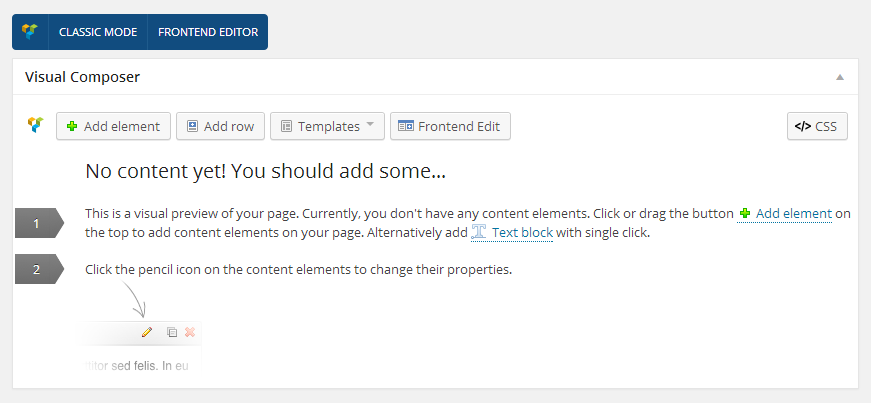 CLASSIC MODE FRONTEND EDITOR
Visual Composer
Add element Add row Templates Frontend Edit </> CSS
No content yet! You should add some...
1 This is a visual preview of your page. Currently, you don't have any content elements. Click or drag the button Add element on
the top to add content elements on your page. Alternatively add Text block with single click.
2 Click the pencil icon on the content elements to change their properties.
sed felis. In eu